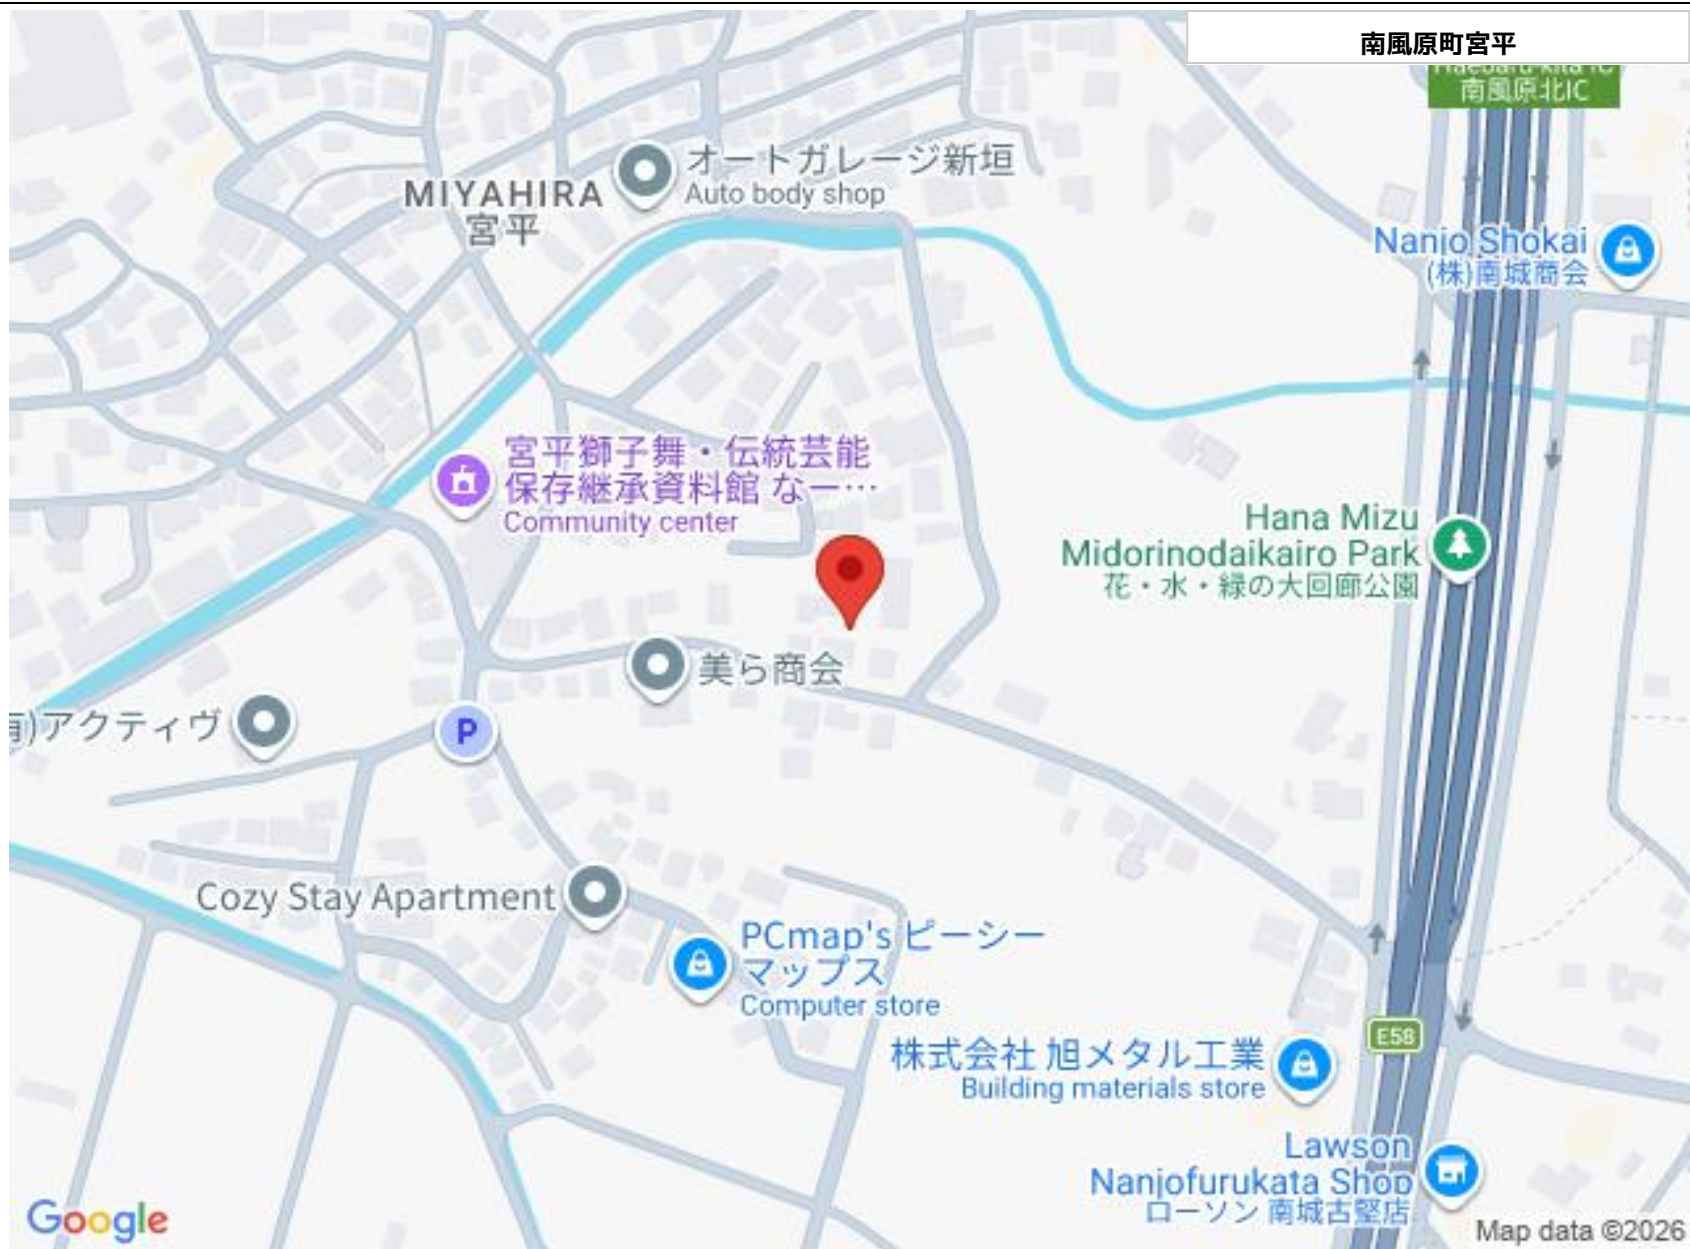 南風原町宮平
Haebaru-kita IC
南風原北IC
オートガレージ新垣
Auto body shop
MIYAHIRA
宮平
Nanjo Shokai
(株)南城商会
宮平獅子舞・伝統芸能
保存継承資料館 なー…
Community center
Hana Mizu
Midorinodaikairo Park
花・水・緑の大回廊公園
美ら商会
有)アクティヴ
P
Cozy Stay Apartment
PCmap's ピーシー
マップス
Computer store
E58
株式会社 旭メタル工業
Building materials store
Lawson
Nanjofurukata Shop
ローソン 南城古堅店
Google
Map data ©2026